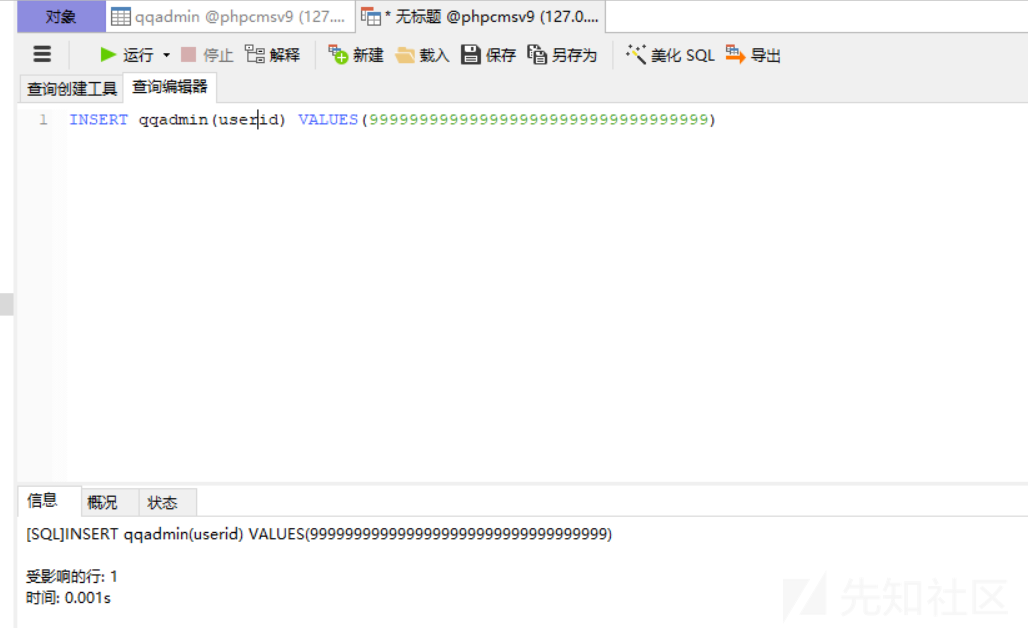 对象 qqadmin @phpcmsv9 (127.... * 无标题 @phpcmsv9 (127.0....
运行 停止 解释 新建 载入 保存 另存为 美化 SQL 导出
查询创建工具 查询编辑器
1 INSERT qqadmin(userid) VALUES(9999999999999999999999999999999999)
信息 概况 状态
[SQL]INSERT qqadmin(userid) VALUES(9999999999999999999999999999999999)
受影响的行: 1
时间: 0.001s
先知社区